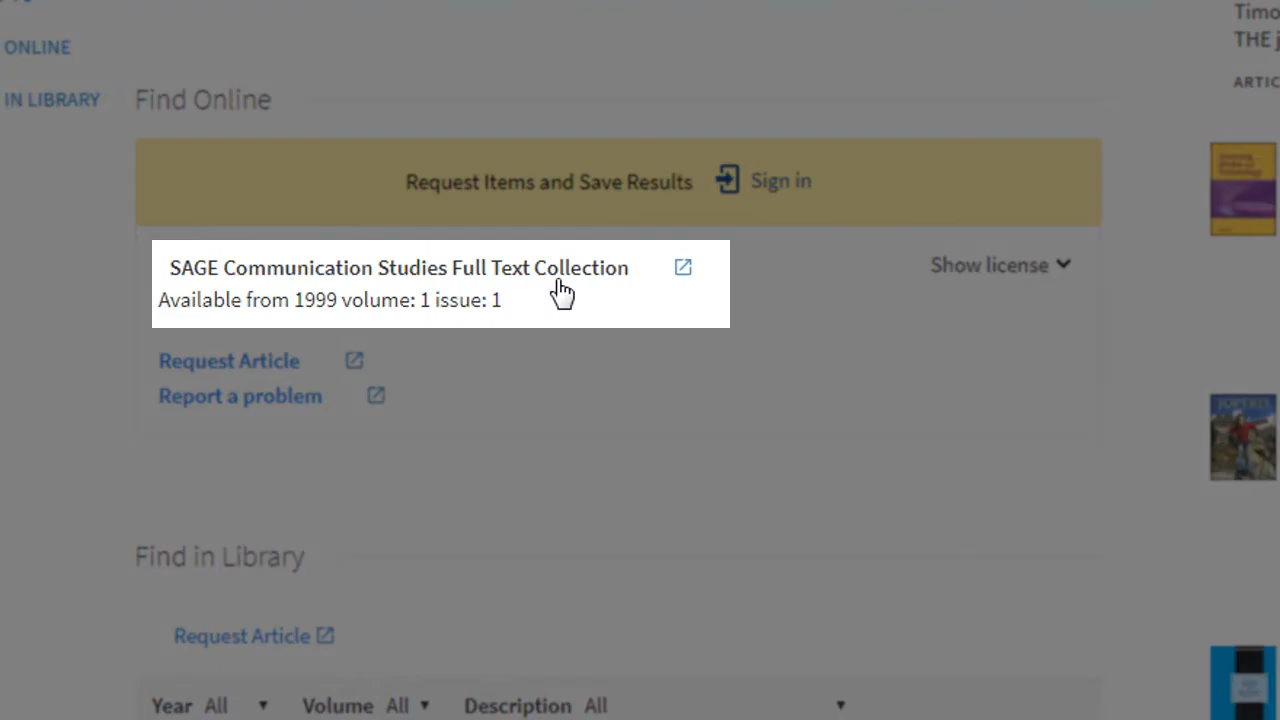 Timo
THE j
ONLINE
ARTIC
IN LIBRARY
Find Online
Request Items and Save Results
Sign in
SAGE Communication Studies Full Text Collection
Show license
Available from 1999 volume: 1 issue: 1
Request Article
Report a problem
Find in Library
Request Article
Year All
Volume All
Description All